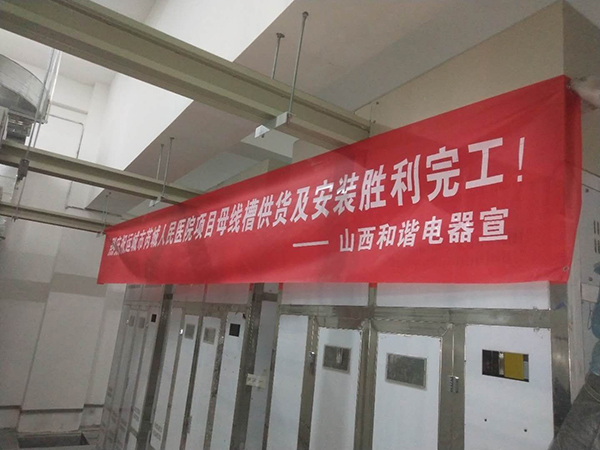 运城市芮城人民医院项目母线槽供货及安装胜利完工！
—— 山西和谐电器宣